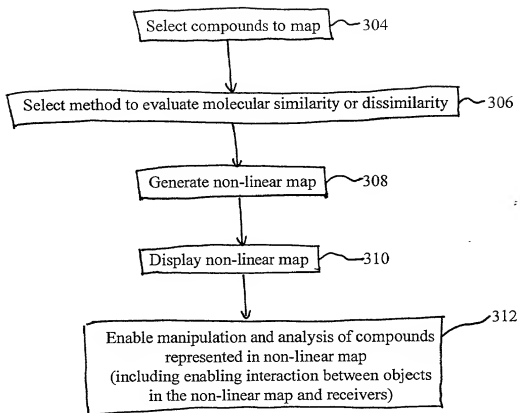 Select compounds to map 304
Select method to evaluate molecular similarity or dissimilarity 306
Generate non-linear map 308
Display non-linear map 310
312
Enable manipulation and analysis of compounds
represented in non-linear map
(including enabling interaction between objects
in the non-linear map and receivers)